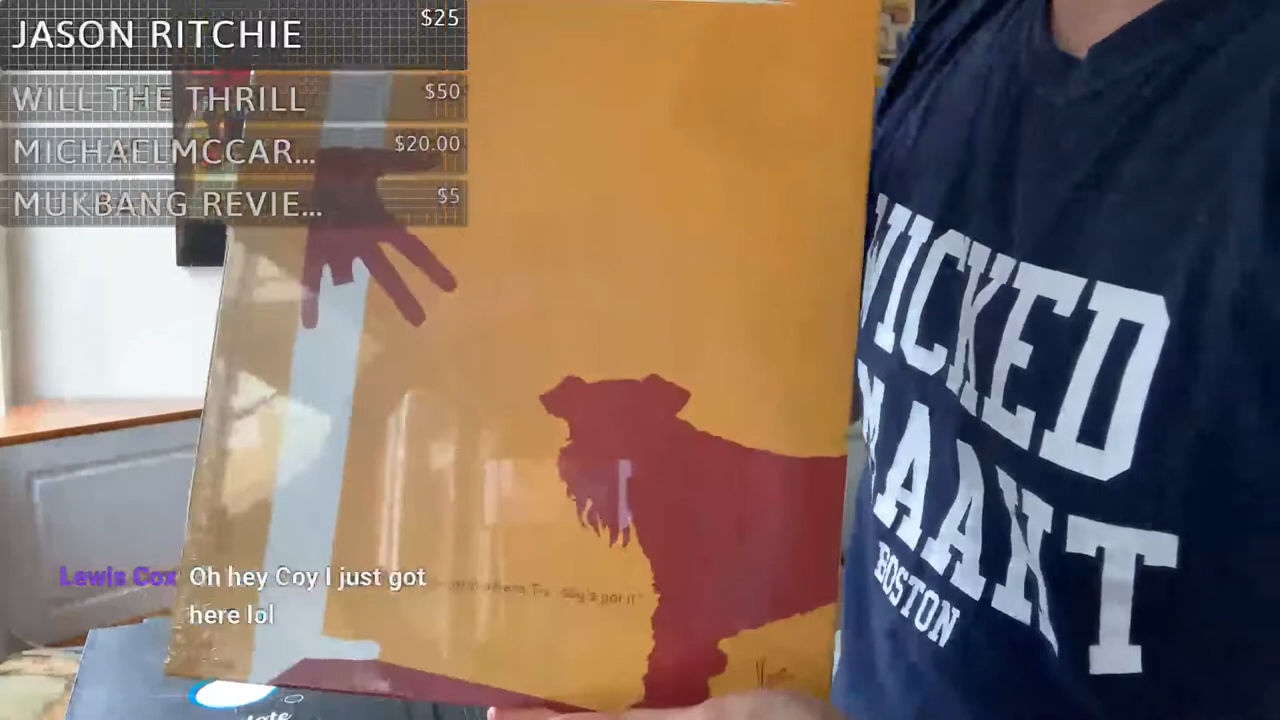 JASON RITCHIE $25
WILL THE THRILL $50
MICHAELMCCAR... $20.00
MUKBANG REVIE... $5
WICKED
SMAAHT
BOSTON
Lewis Cox Oh hey Coy I just got
here lol